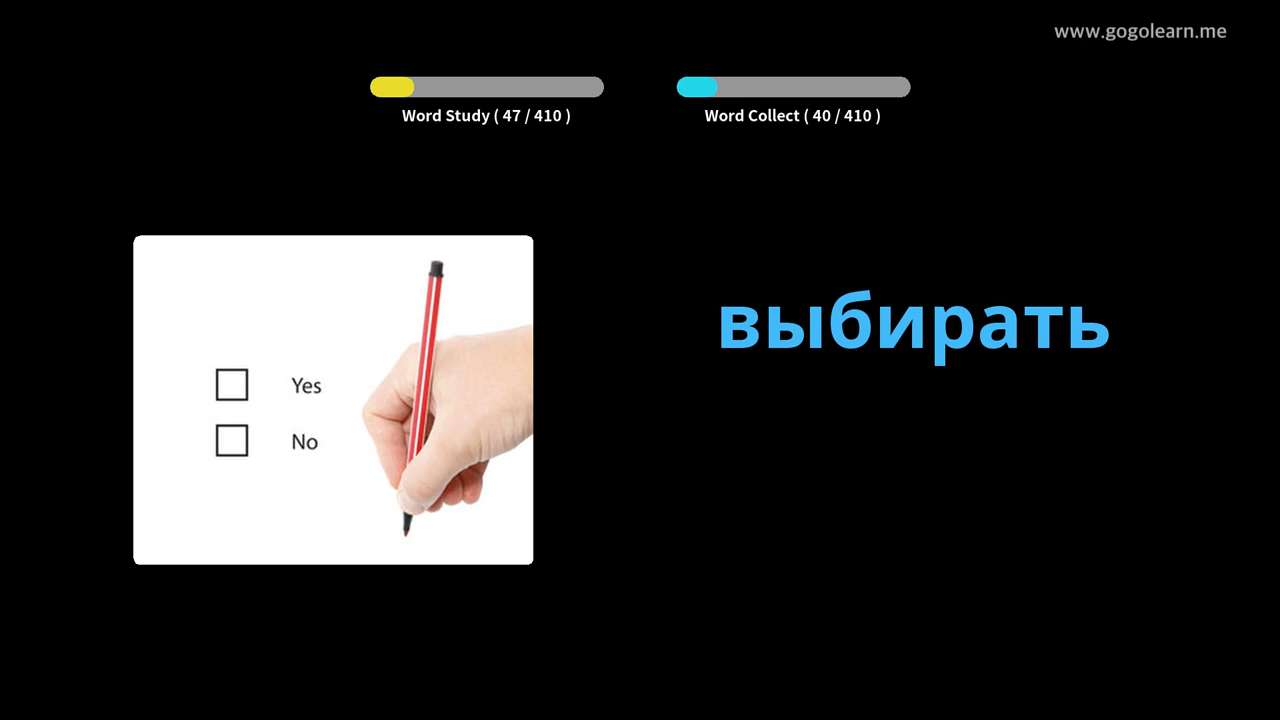 www.gogolearn.me
Word Study ( 47 / 410 )
Word Collect ( 40 / 410 )
Yes
No
выбирать